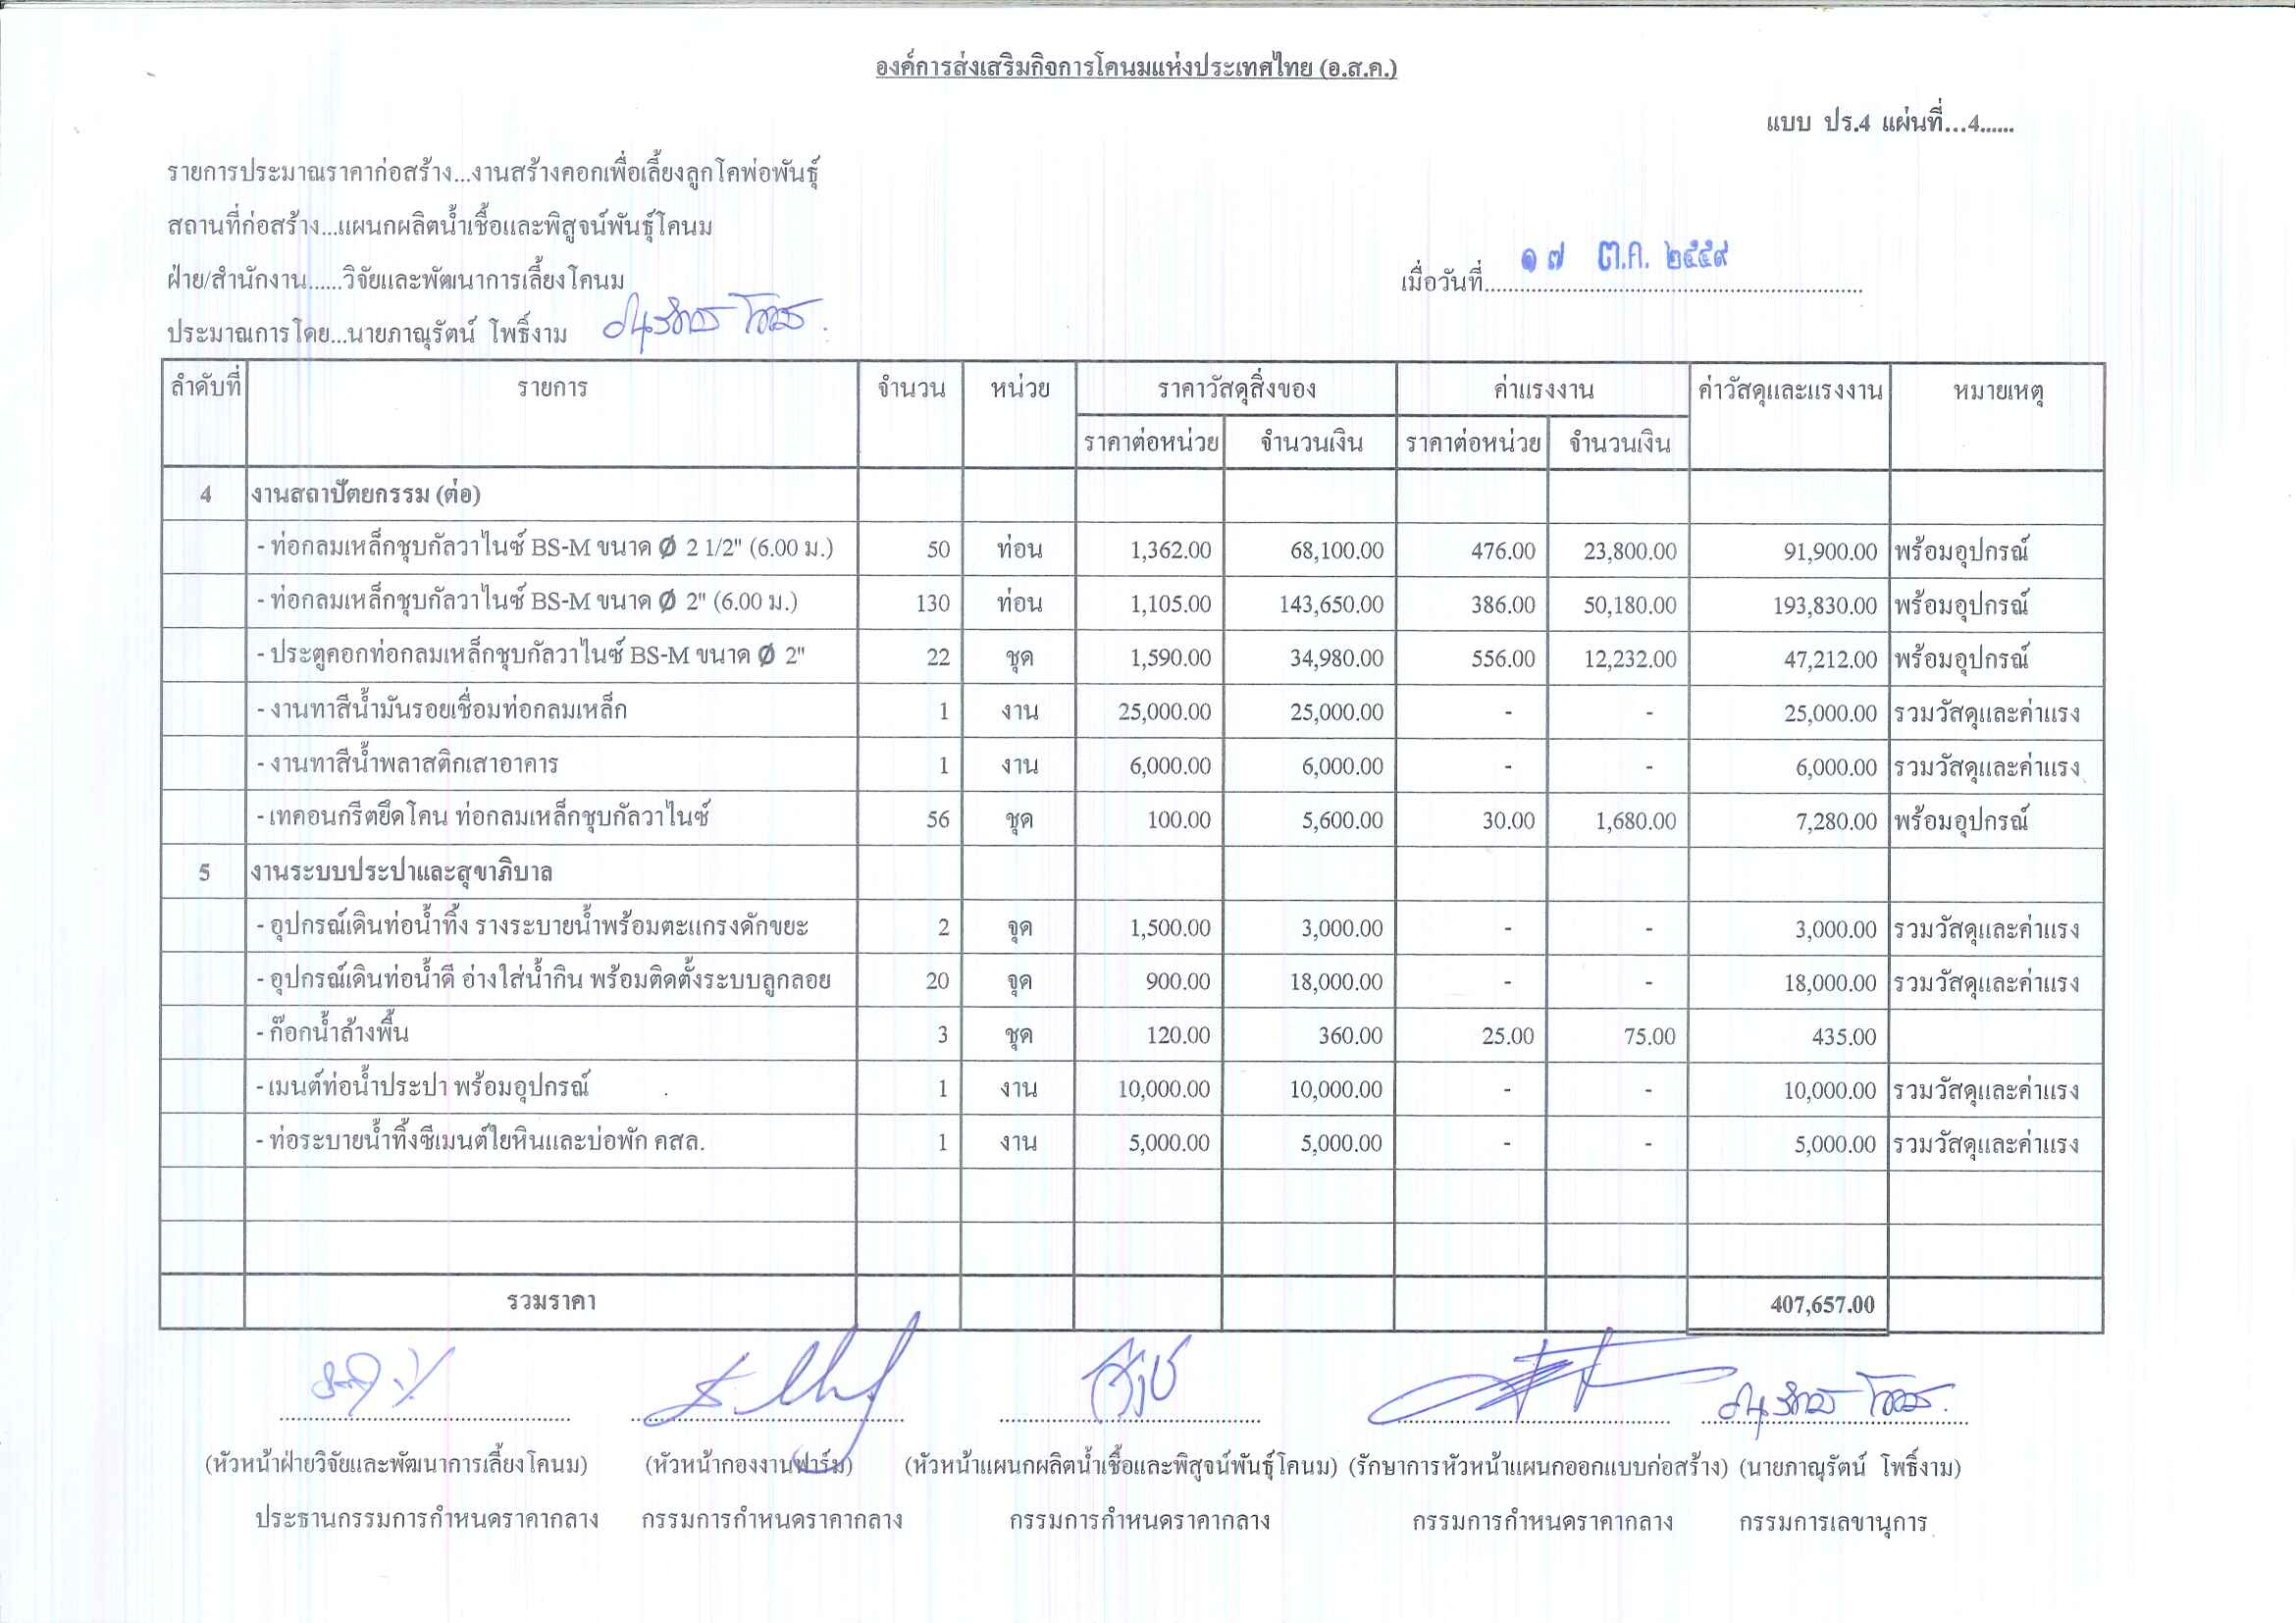 องค์การส่งเสริมกิจการโคนมแห่งประเทศไทย (อ.ส.ค.)
แบบ ปร.4 แผ่นที่...4......
รายการประมาณราคาก่อสร้าง...งานสร้างคอกเพื่อเลี้ยงลูกโคพ่อพันธุ์
สถานที่ก่อสร้าง...แผนกผลิตน้ำเชื้อและพิสูจน์พันธุ์โคนม
ฝ่าย/สำนักงาน......วิจัยและพัฒนาการเลี้ยงโคนม
เมื่อวันที่ ๑๗ ต.ค. ๒๕๕๙
ประมาณการโดย...นายภาณุรัตน์ โพธิ์งาม
ลำดับที่ รายการ จำนวน หน่วย ราคาวัสดุสิ่งของ ค่าแรงงาน ค่าวัสดุและแรงงาน หมายเหตุ
ราคาต่อหน่วย จำนวนเงิน ราคาต่อหน่วย จำนวนเงิน
4 งานสถาปัตยกรรม (ต่อ)
- ท่อกลมเหล็กชุบกัลวาไนซ์ BS-M ขนาด Ø 2 1/2" (6.00 ม.) 50 ท่อน 1,362.00 68,100.00 476.00 23,800.00 91,900.00 พร้อมอุปกรณ์
- ท่อกลมเหล็กชุบกัลวาไนซ์ BS-M ขนาด Ø 2" (6.00 ม.) 130 ท่อน 1,105.00 143,650.00 386.00 50,180.00 193,830.00 พร้อมอุปกรณ์
- ประตูคอกท่อกลมเหล็กชุบกัลวาไนซ์ BS-M ขนาด Ø 2" 22 ชุด 1,590.00 34,980.00 556.00 12,232.00 47,212.00 พร้อมอุปกรณ์
- งานทาสีน้ำมันรอยเชื่อมท่อกลมเหล็ก 1 งาน 25,000.00 25,000.00 - - 25,000.00 รวมวัสดุและค่าแรง
- งานทาสีน้ำพลาสติกเสาอาคาร 1 งาน 6,000.00 6,000.00 - - 6,000.00 รวมวัสดุและค่าแรง
- เทคอนกรีตยึดโคน ท่อกลมเหล็กชุบกัลวาไนซ์ 56 ชุด 100.00 5,600.00 30.00 1,680.00 7,280.00 พร้อมอุปกรณ์
5 งานระบบประปาและสุขาภิบาล
- อุปกรณ์เดินท่อน้ำทิ้ง รางระบายน้ำพร้อมตะแกรงดักขยะ 2 จุด 1,500.00 3,000.00 - - 3,000.00 รวมวัสดุและค่าแรง
- อุปกรณ์เดินท่อน้ำดี อ่างใส่น้ำกิน พร้อมติดตั้งระบบลูกลอย 20 จุด 900.00 18,000.00 - - 18,000.00 รวมวัสดุและค่าแรง
- ก๊อกน้ำล้างพื้น 3 ชุด 120.00 360.00 25.00 75.00 435.00
- เมนต์ท่อน้ำประปา พร้อมอุปกรณ์ 1 งาน 10,000.00 10,000.00 - - 10,000.00 รวมวัสดุและค่าแรง
- ท่อระบายน้ำทิ้งซีเมนต์ใยหินและบ่อพัก คสล. 1 งาน 5,000.00 5,000.00 - - 5,000.00 รวมวัสดุและค่าแรง
รวมราคา 407,657.00
(หัวหน้าฝ่ายวิจัยและพัฒนาการเลี้ยงโคนม) (หัวหน้ากองงานฟาร์ม) (หัวหน้าแผนกผลิตน้ำเชื้อและพิสูจน์พันธุ์โคนม) (รักษาการหัวหน้าแผนกออกแบบก่อสร้าง) (นายภาณุรัตน์ โพธิ์งาม)
ประธานกรรมการกำหนดราคากลาง กรรมการกำหนดราคากลาง กรรมการกำหนดราคากลาง กรรมการกำหนดราคากลาง กรรมการเลขานุการ